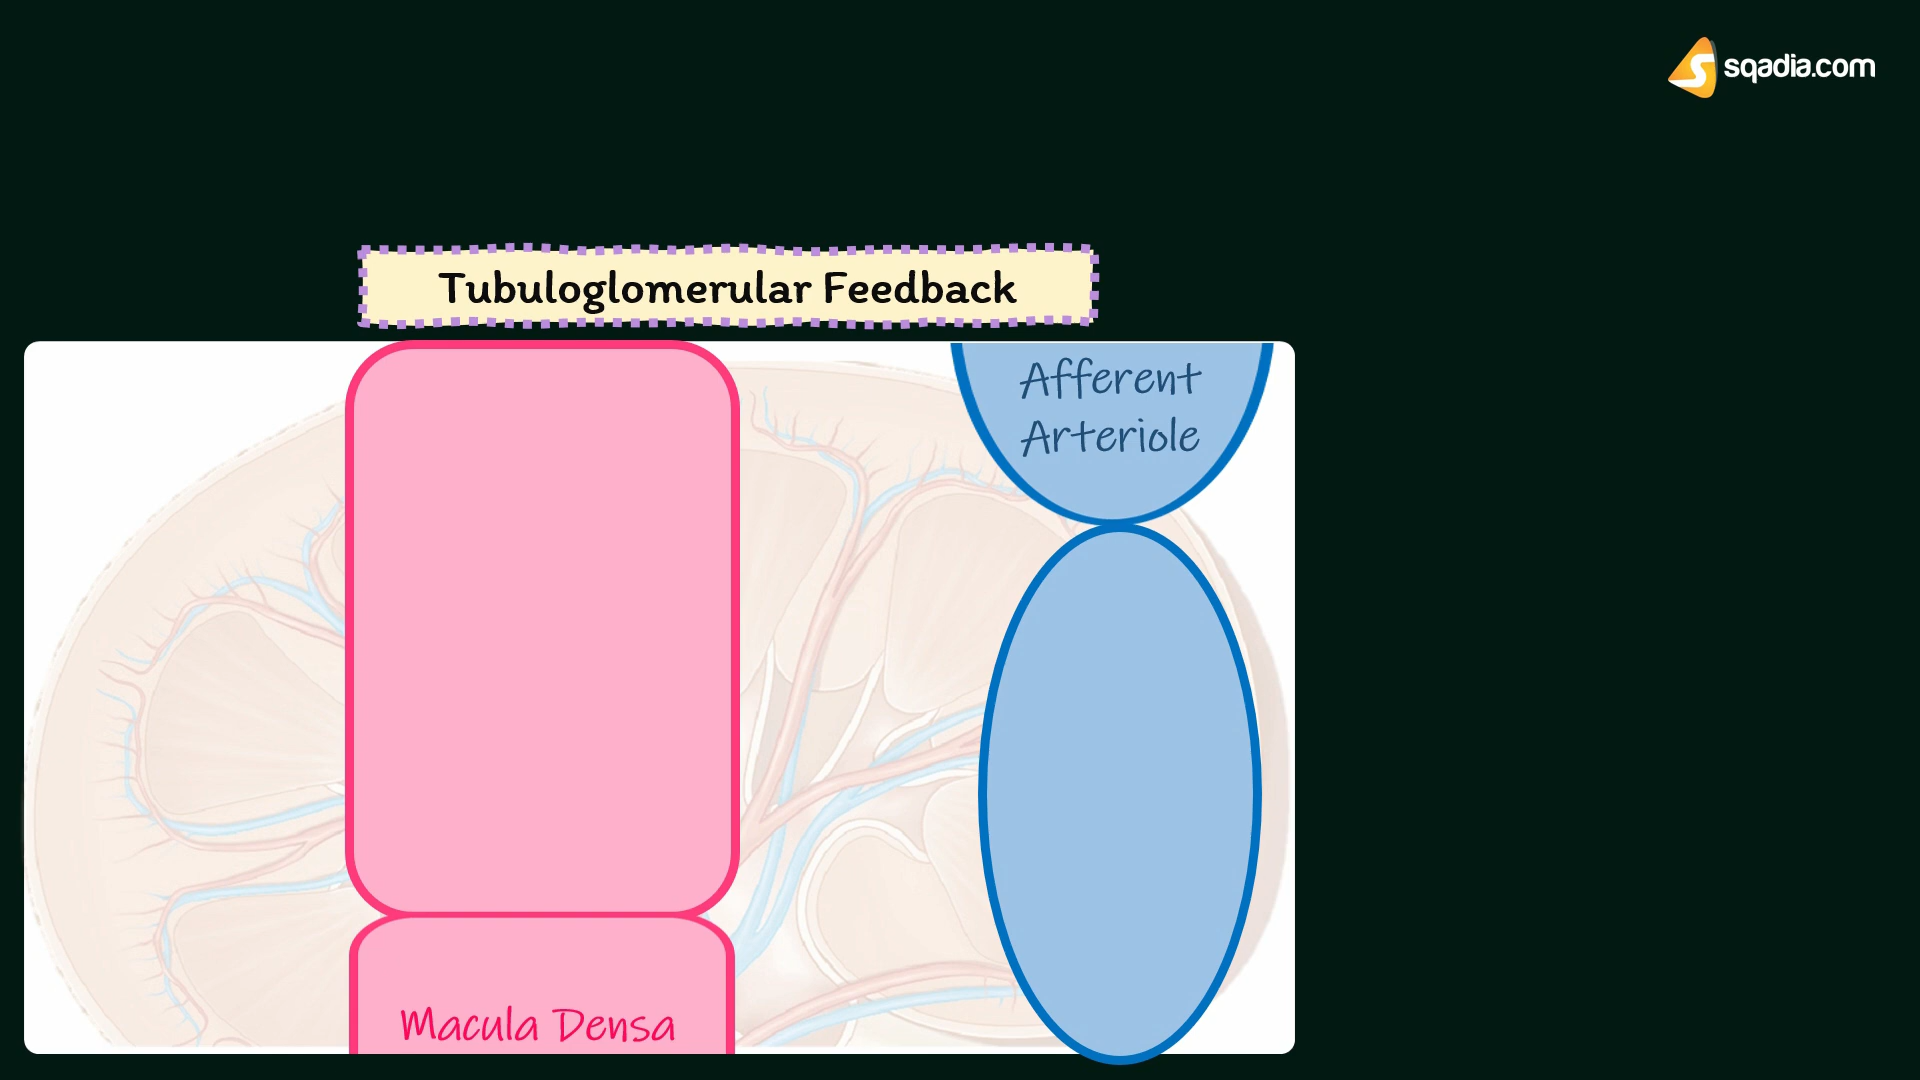 sqadia.com
Tubuloglomerular Feedback
Afferent
Arteriole
Macula Densa